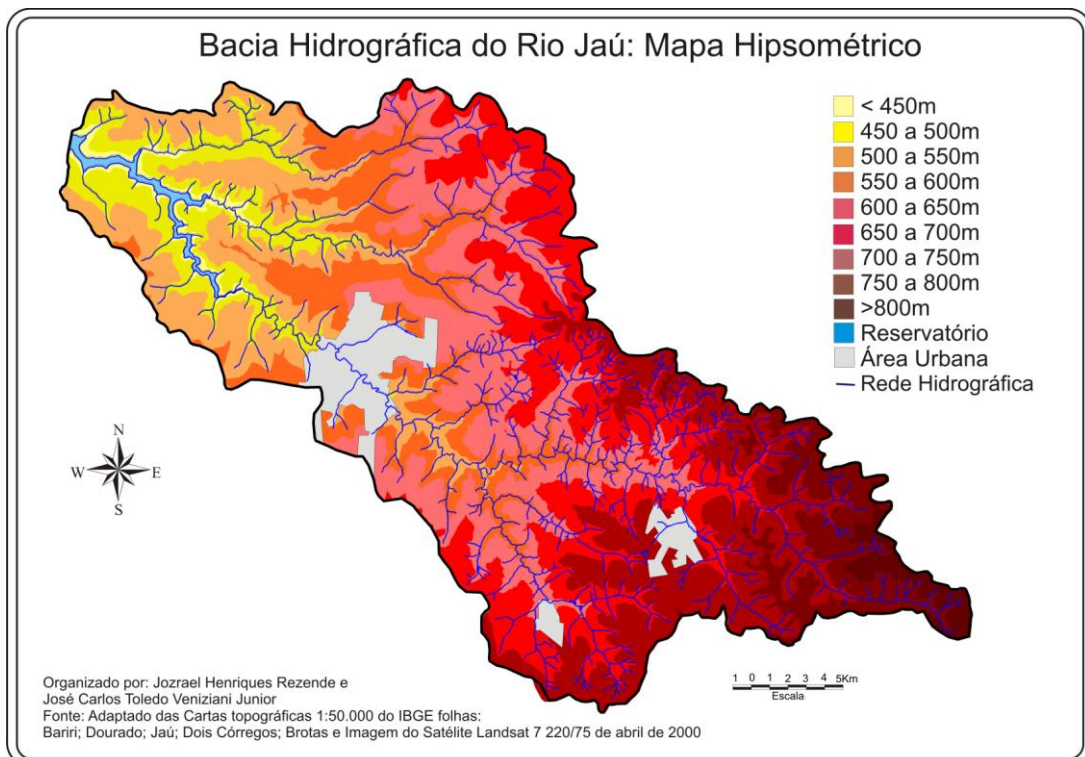 Bacia Hidrográfica do Rio Jaú: Mapa Hipsométrico
< 450m
450 a 500m
500 a 550m
550 a 600m
600 a 650m
650 a 700m
700 a 750m
750 a 800m
>800m
Reservatório
Área Urbana
Rede Hidrográfica
N
W
E
S
1 0 1 2 3 4 5Km
Escala
Organizado por: Jozrael Henriques Rezende e
José Carlos Toledo Veniziani Junior
Fonte: Adaptado das Cartas topográficas 1:50.000 do IBGE folhas:
Bariri; Dourado; Jaú; Dois Córregos; Brotas e Imagem do Satélite Landsat 7 220/75 de abril de 2000